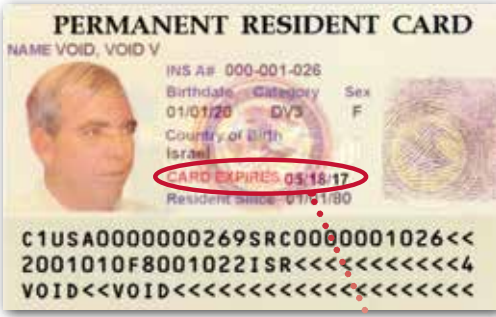 PERMANENT RESIDENT CARD
NAME VOID, VOID V
INS A# 000-001-026
Birthdate Category Sex
01/01/20 DV3 F
Country of Birth
Israel
CARD EXPIRES 05/18/17
Resident Since 01/01/80
C1USA0000000269SRC0000001026<<
2001010F8001022ISR<<<<<<<<<<<4
VOID<<VOID<<<<<<<<<<<<<<<<<<<<